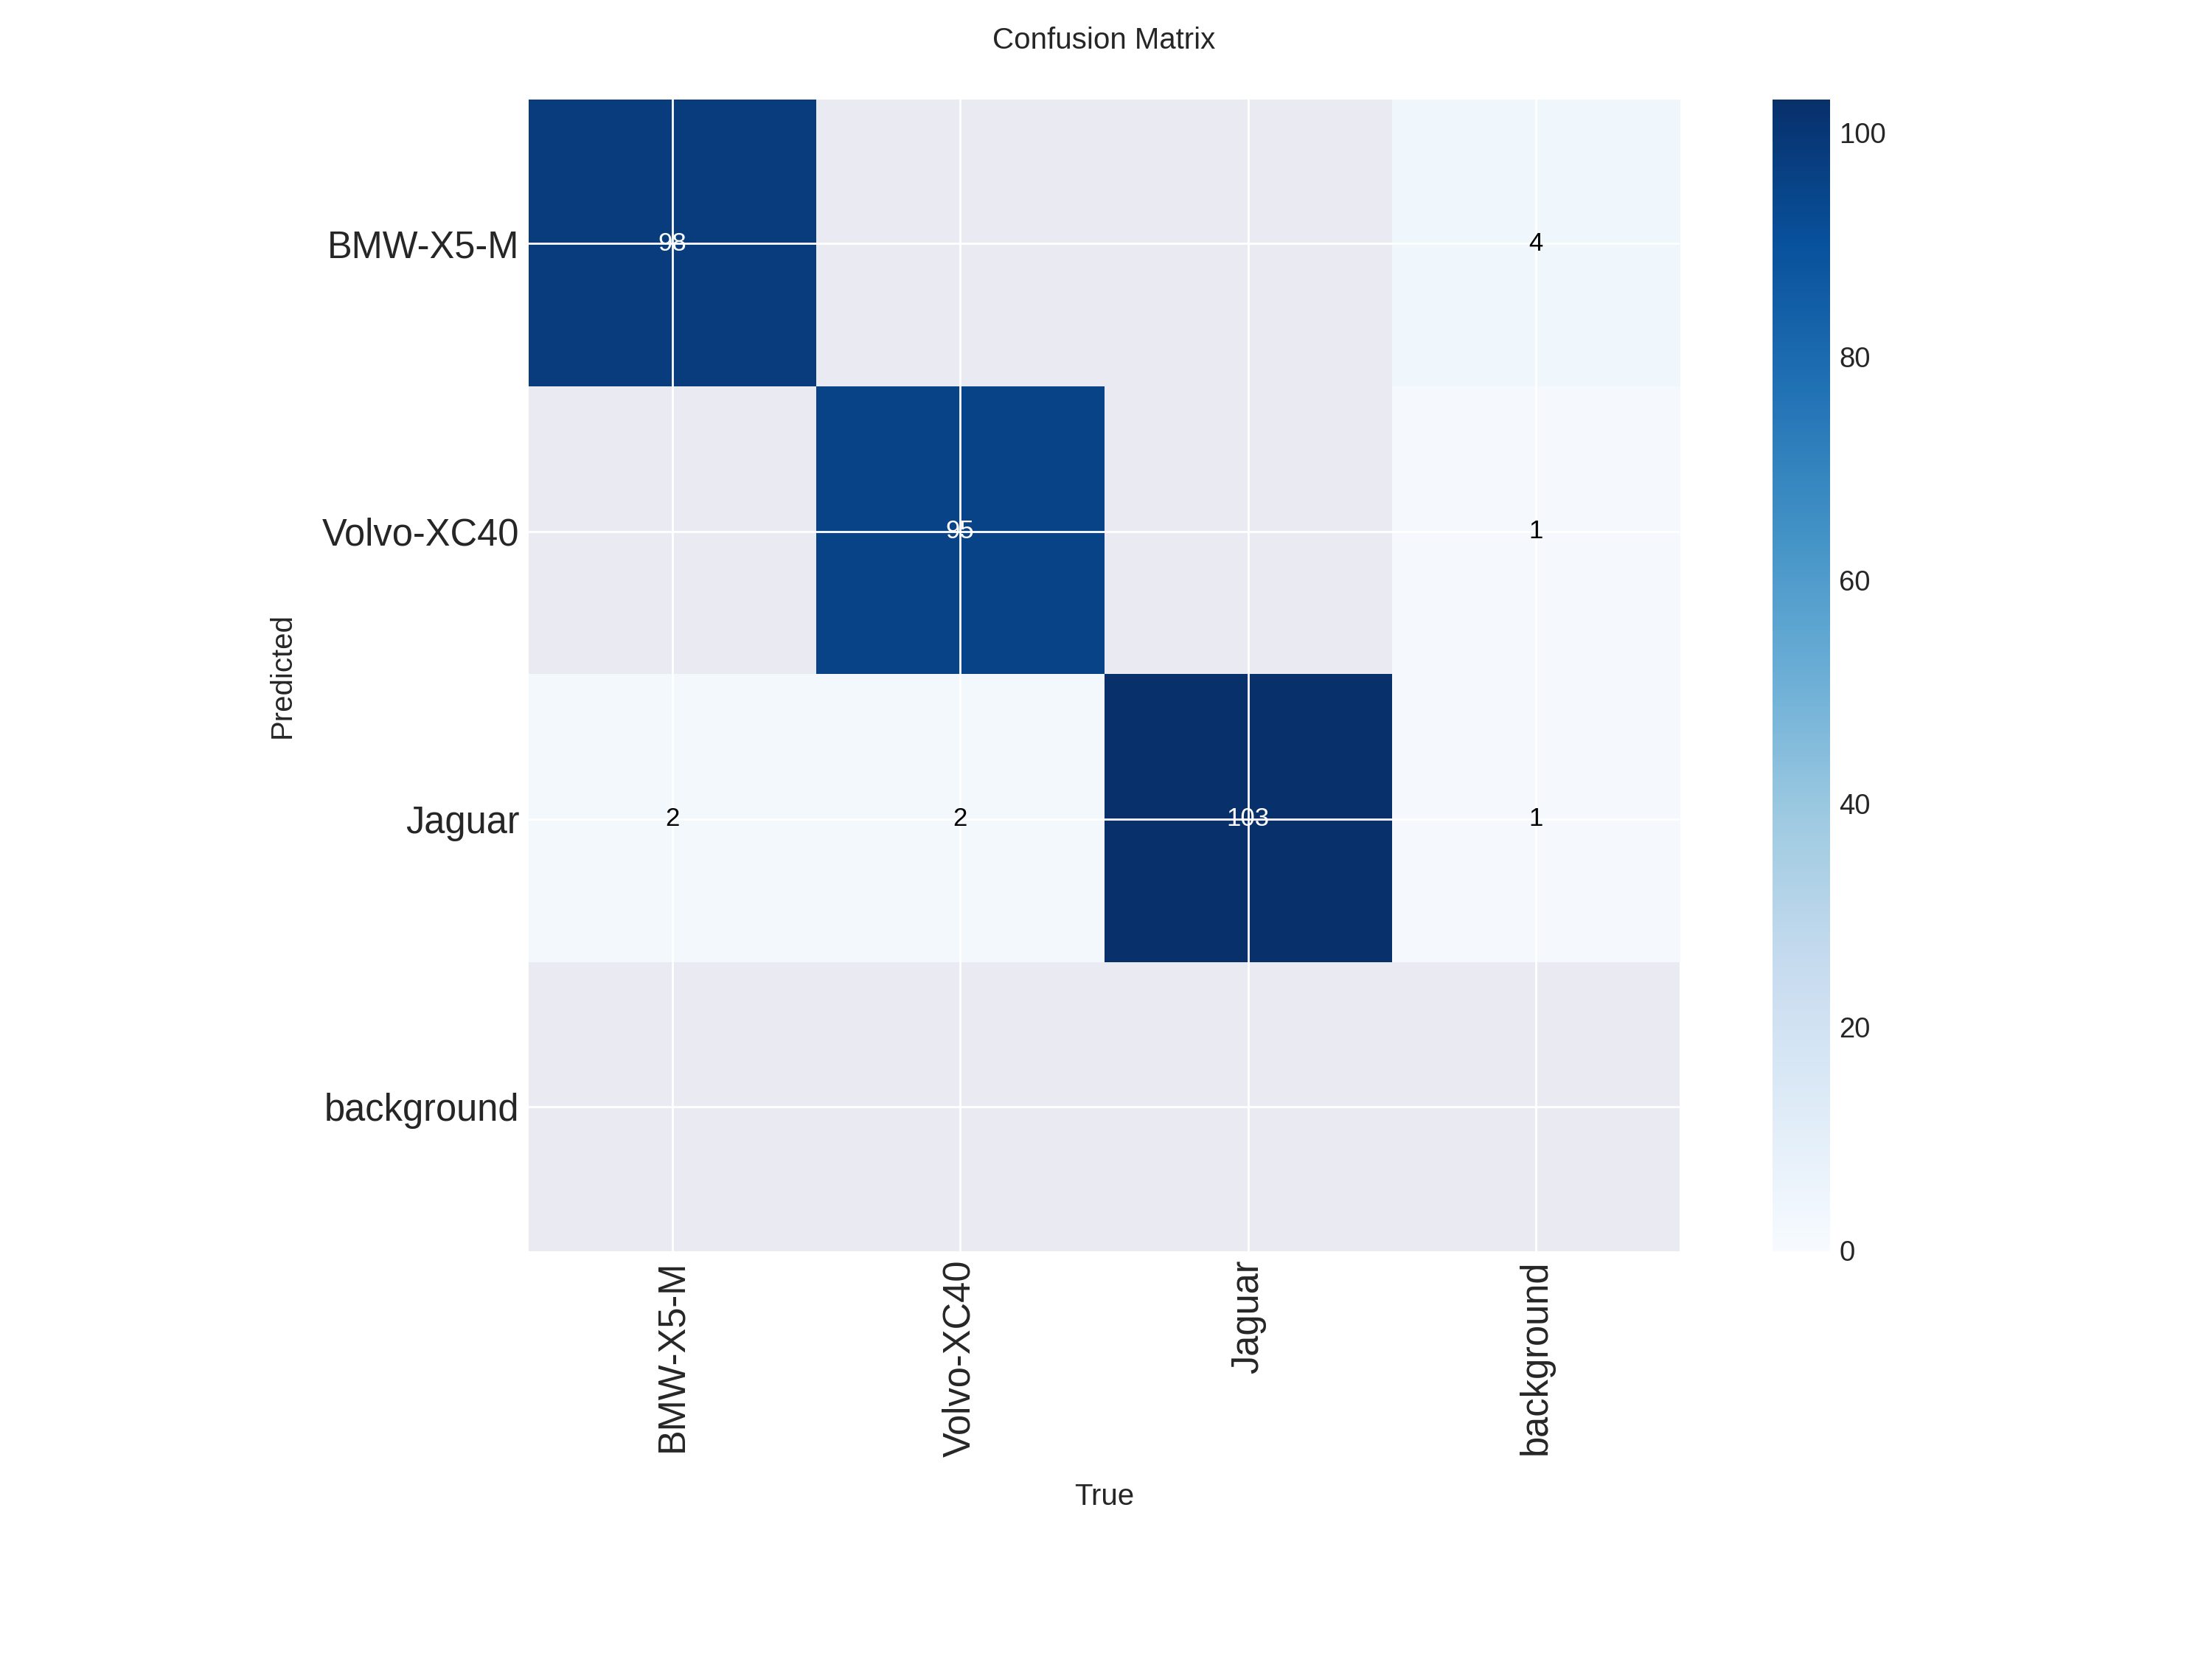 Confusion Matrix
BMW-X5-M 98 4
Volvo-XC40 95 1
Jaguar 2 2 103 1
background
Predicted
BMW-X5-M
Volvo-XC40
Jaguar
background
True
100
80
60
40
20
0